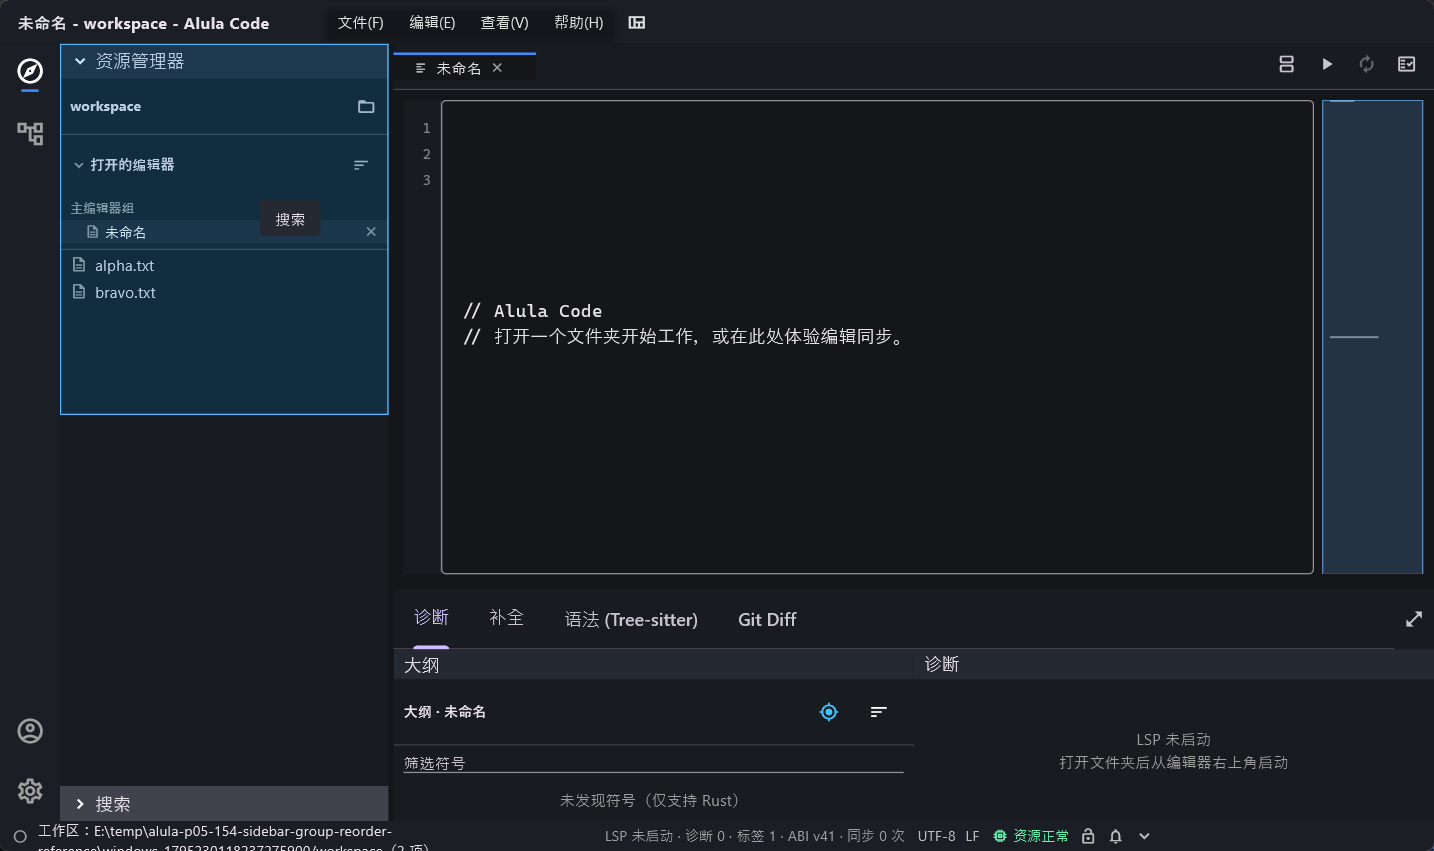 未命名 - workspace - Alula Code
文件(F) 编辑(E) 查看(V) 帮助(H)
资源管理器
workspace
打开的编辑器
主编辑器组
未命名
搜索
alpha.txt
bravo.txt
搜索
未命名
1
2
3
// Alula Code
// 打开一个文件夹开始工作，或在此处体验编辑同步。
诊断 补全 语法 (Tree-sitter) Git Diff
大纲
诊断
大纲 · 未命名
筛选符号
未发现符号（仅支持 Rust）
LSP 未启动
打开文件夹后从编辑器右上角启动
工作区：E:\temp\alula-p05-154-sidebar-group-reorder-
reference\windows-1795230118237275900/workspace（2 项）
LSP 未启动 · 诊断 0 · 标签 1 · ABI v41 · 同步 0 次 UTF-8 LF 资源正常